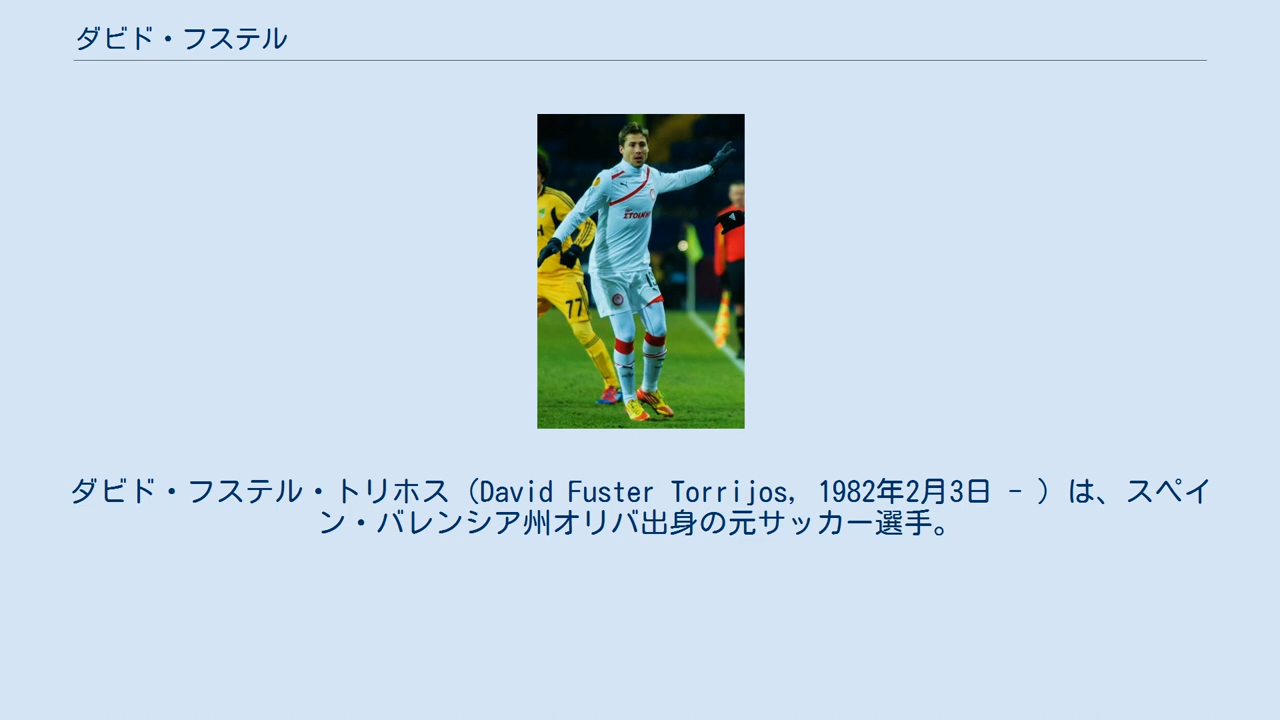 ダビド・フステル
77
ダビド・フステル・トリホス（David Fuster Torrijos, 1982年2月3日 - ）は、スペイ
ン・バレンシア州オリバ出身の元サッカー選手。